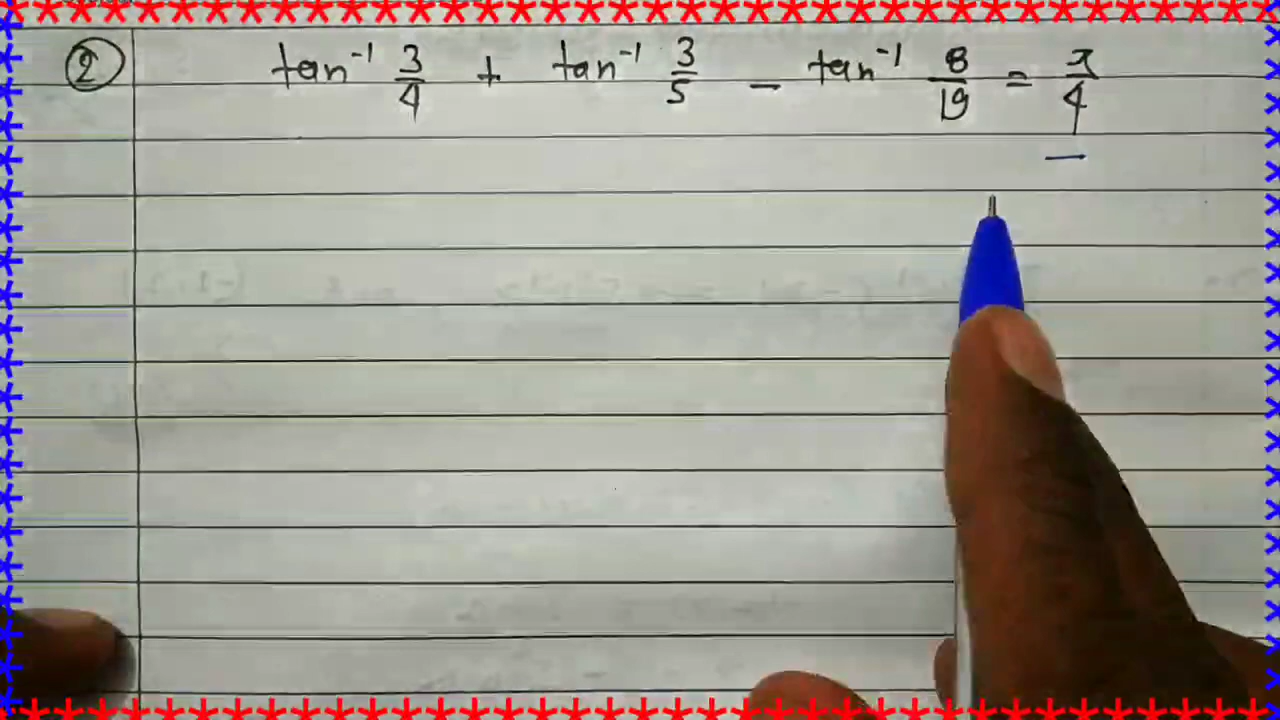 ② tan⁻¹ 3/4 + tan⁻¹ 3/5 - tan⁻¹ 8/19 = π/4